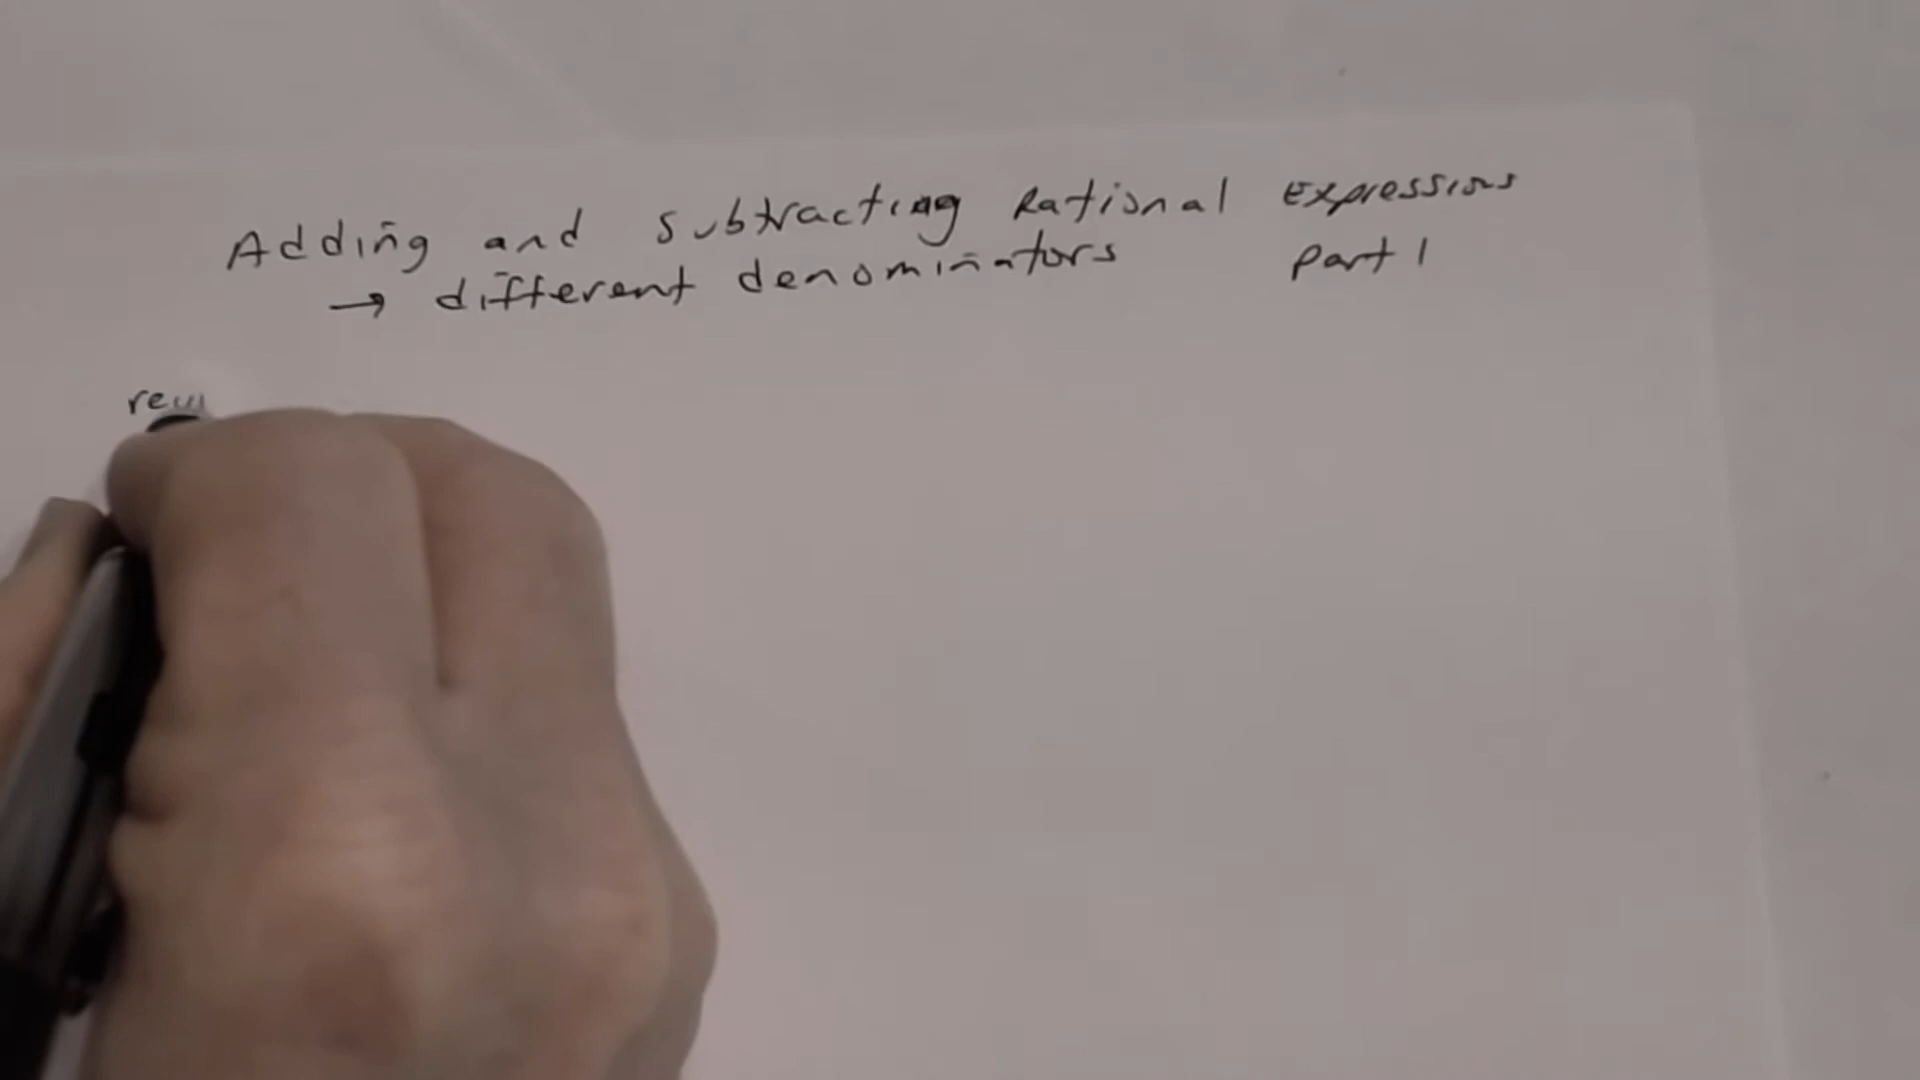 Adding and Subtracting Rational Expressions
→ different denominators Part 1